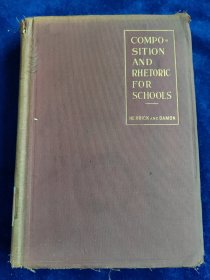 COMPO-
SITION
AND
RHETORIC
FOR
SCHOOLS
HERRICK AND DAMON